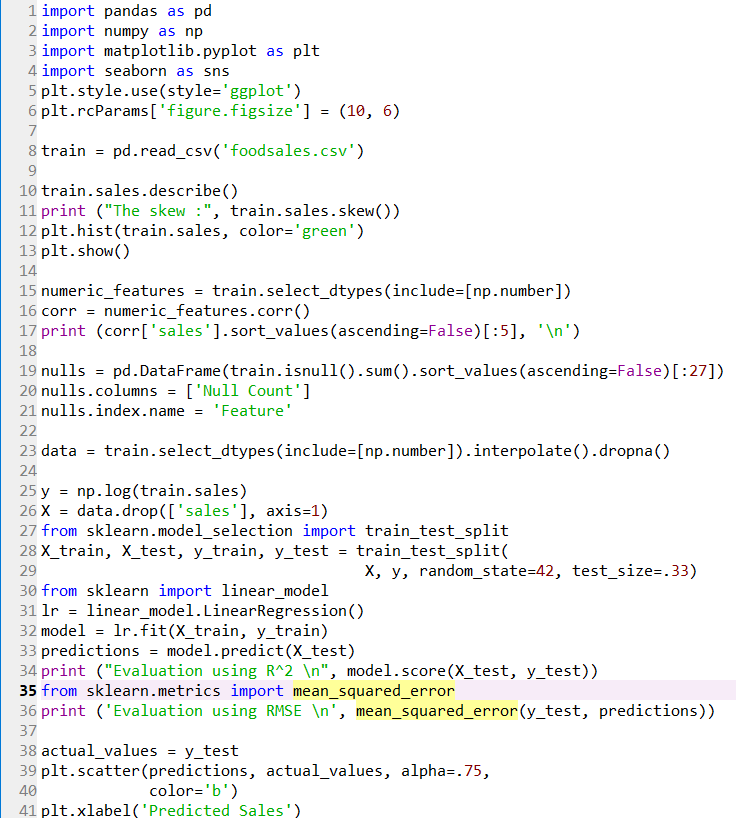 1 import pandas as pd
2 import numpy as np
3 import matplotlib.pyplot as plt
4 import seaborn as sns
5 plt.style.use(style='ggplot')
6 plt.rcParams['figure.figsize'] = (10, 6)
7
8 train = pd.read_csv('foodsales.csv')
9
10 train.sales.describe()
11 print ("The skew :", train.sales.skew())
12 plt.hist(train.sales, color='green')
13 plt.show()
14
15 numeric_features = train.select_dtypes(include=[np.number])
16 corr = numeric_features.corr()
17 print (corr['sales'].sort_values(ascending=False)[:5], '\n')
18
19 nulls = pd.DataFrame(train.isnull().sum().sort_values(ascending=False)[:27])
20 nulls.columns = ['Null Count']
21 nulls.index.name = 'Feature'
22
23 data = train.select_dtypes(include=[np.number]).interpolate().dropna()
24
25 y = np.log(train.sales)
26 X = data.drop(['sales'], axis=1)
27 from sklearn.model_selection import train_test_split
28 X_train, X_test, y_train, y_test = train_test_split(
29                                     X, y, random_state=42, test_size=.33)
30 from sklearn import linear_model
31 lr = linear_model.LinearRegression()
32 model = lr.fit(X_train, y_train)
33 predictions = model.predict(X_test)
34 print ("Evaluation using R^2 \n", model.score(X_test, y_test))
35 from sklearn.metrics import mean_squared_error
36 print ('Evaluation using RMSE \n', mean_squared_error(y_test, predictions))
37
38 actual_values = y_test
39 plt.scatter(predictions, actual_values, alpha=.75,
40             color='b')
41 plt.xlabel('Predicted Sales')